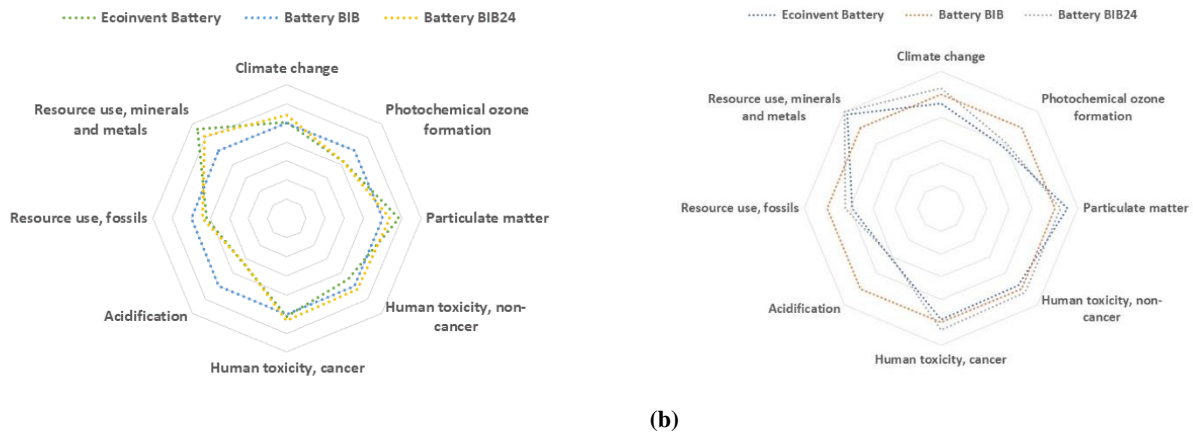 Ecoinvent Battery Battery BIB Battery BIB24
Climate change
Resource use, minerals
and metals
Photochemical ozone
formation
Resource use, fossils
Particulate matter
Acidification
Human toxicity, non-
cancer
Human toxicity, cancer
Ecoinvent Battery Battery BIB Battery BIB24
Climate change
Resource use, minerals
and metals
Photochemical ozone
formation
Resource use, fossils
Particulate matter
Acidification
Human toxicity, non-
cancer
Human toxicity, cancer
(b)